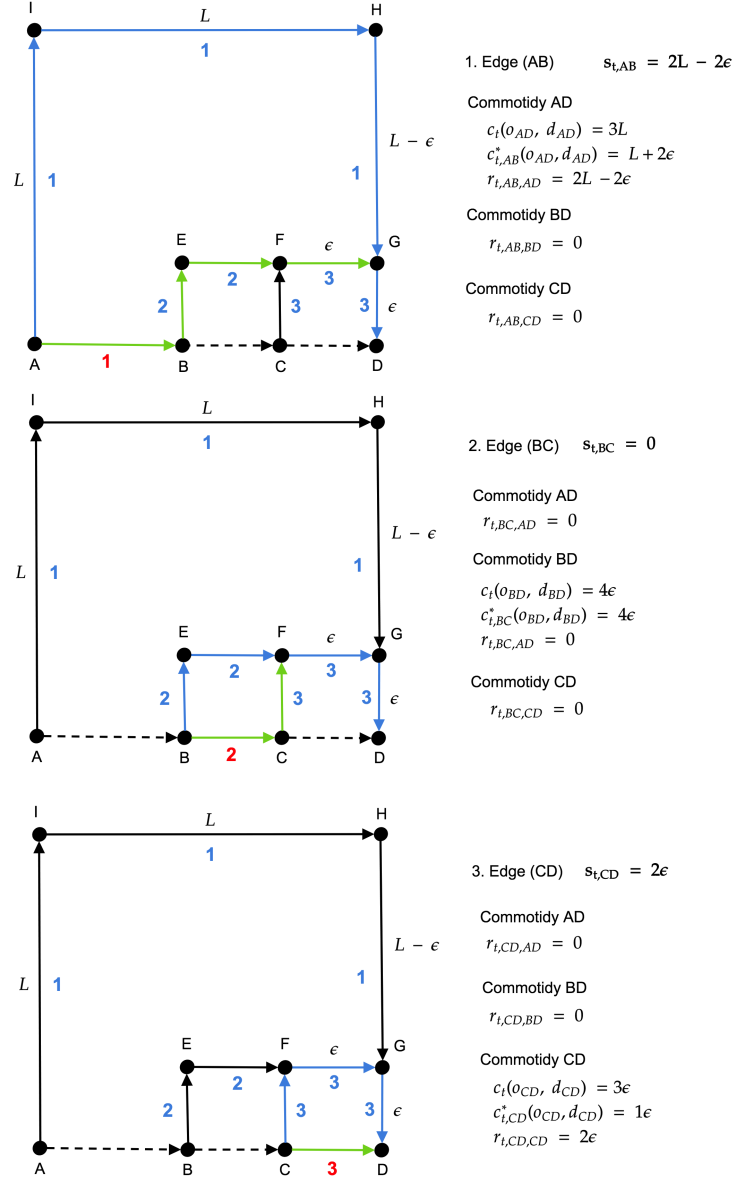 I
L
H
1
1. Edge (AB) s_{t,AB} = 2L − 2ϵ
Commotidy AD
c_t(o_{AD}, d_{AD}) = 3L
L − ϵ
c^*_{t,AB}(o_{AD}, d_{AD}) = L + 2ϵ
L
1
1
r_{t,AB,AD} = 2L − 2ϵ
Commotidy BD
E
F
ϵ
G
r_{t,AB,BD} = 0
2
3
Commotidy CD
2
3
3
ϵ
r_{t,AB,CD} = 0
A
1
B
C
D
I
L
H
1
2. Edge (BC) s_{t,BC} = 0
Commotidy AD
r_{t,BC,AD} = 0
L − ϵ
Commotidy BD
L
1
1
c_t(o_{BD}, d_{BD}) = 4ϵ
c^*_{t,BC}(o_{BD}, d_{BD}) = 4ϵ
E
F
ϵ
G
r_{t,BC,AD} = 0
2
3
Commotidy CD
2
3
3
ϵ
r_{t,BC,CD} = 0
A
B
2
C
D
I
L
H
1
3. Edge (CD) s_{t,CD} = 2ϵ
Commotidy AD
L − ϵ
r_{t,CD,AD} = 0
L
1
1
Commotidy BD
r_{t,CD,BD} = 0
E
F
ϵ
G
Commotidy CD
2
3
c_t(o_{CD}, d_{CD}) = 3ϵ
2
3
3
ϵ
c^*_{t,CD}(o_{CD}, d_{CD}) = 1ϵ
r_{t,CD,CD} = 2ϵ
A
B
C
3
D